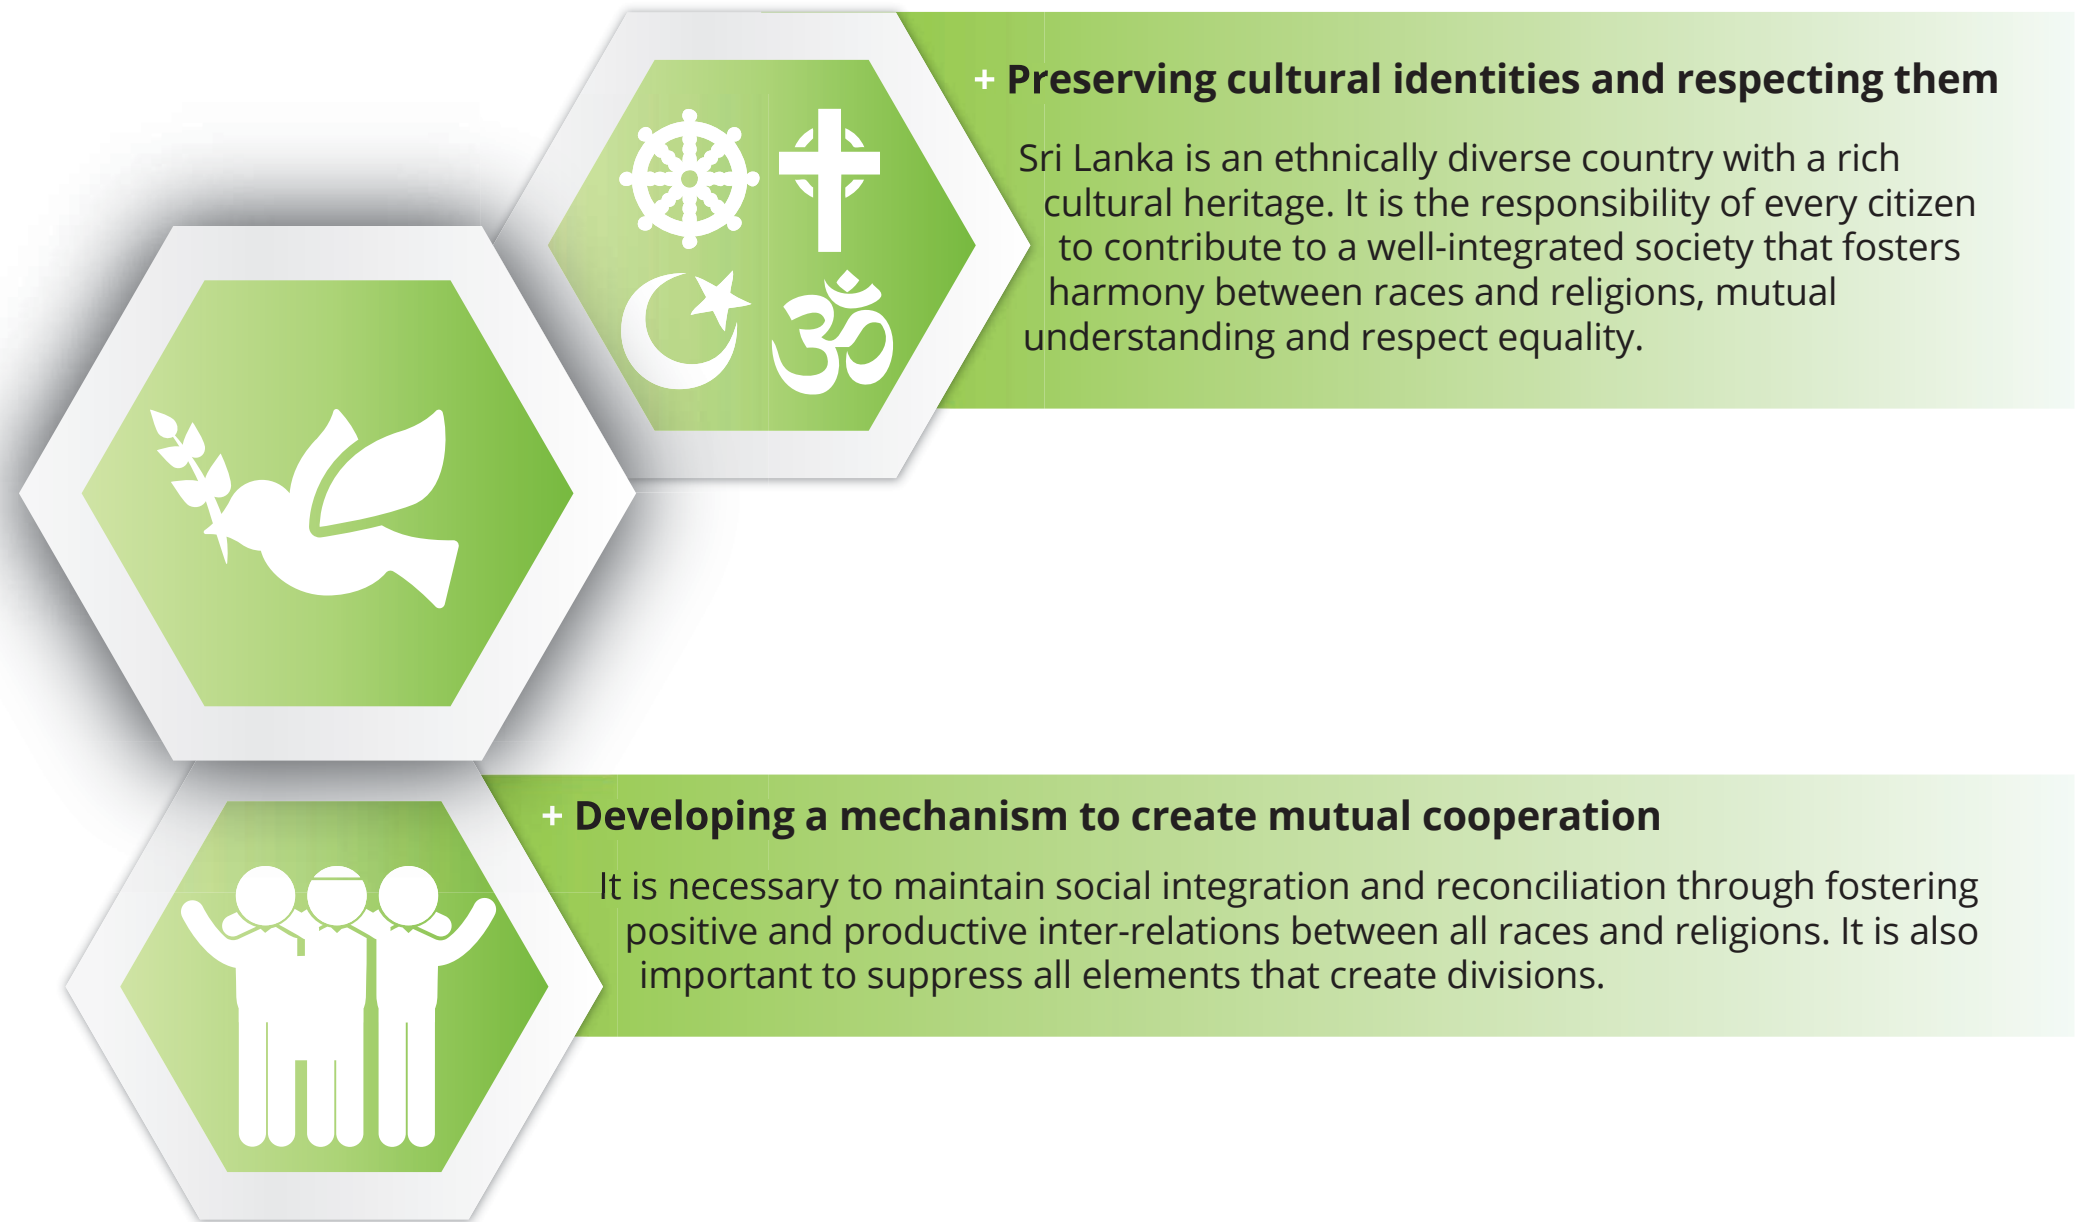 + Preserving cultural identities and respecting them
Sri Lanka is an ethnically diverse country with a rich
cultural heritage. It is the responsibility of every citizen
to contribute to a well-integrated society that fosters
harmony between races and religions, mutual
understanding and respect equality.
+ Developing a mechanism to create mutual cooperation
It is necessary to maintain social integration and reconciliation through fostering
positive and productive inter-relations between all races and religions. It is also
important to suppress all elements that create divisions.